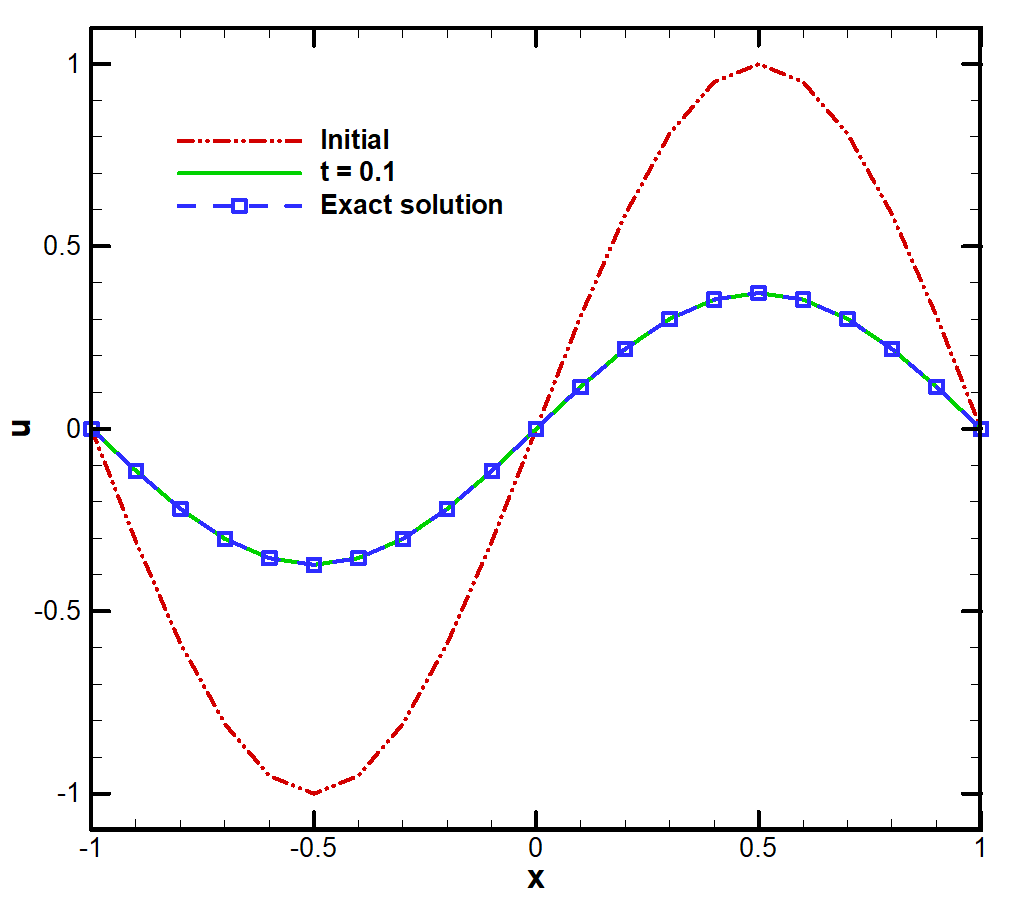 1
Initial
t = 0.1
Exact solution
0.5
u
0
-0.5
-1
-1 -0.5 0 0.5 1
x